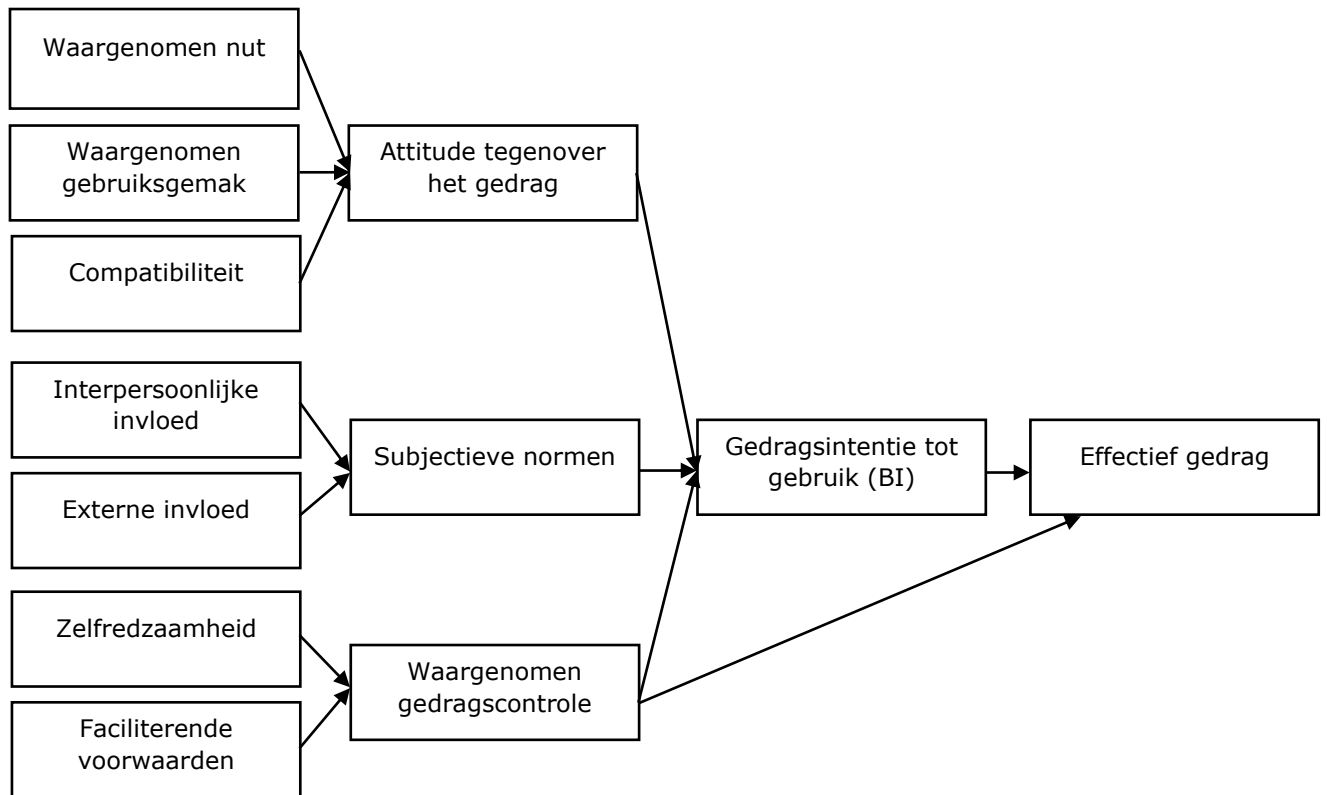 Waargenomen nut
Waargenomen
gebruiksgemak
Compatibiliteit
Attitude tegenover
het gedrag
Interpersoonlijke
invloed
Externe invloed
Subjectieve normen
Zelfredzaamheid
Faciliterende
voorwaarden
Waargenomen
gedragscontrole
Gedragsintentie tot
gebruik (BI)
Effectief gedrag